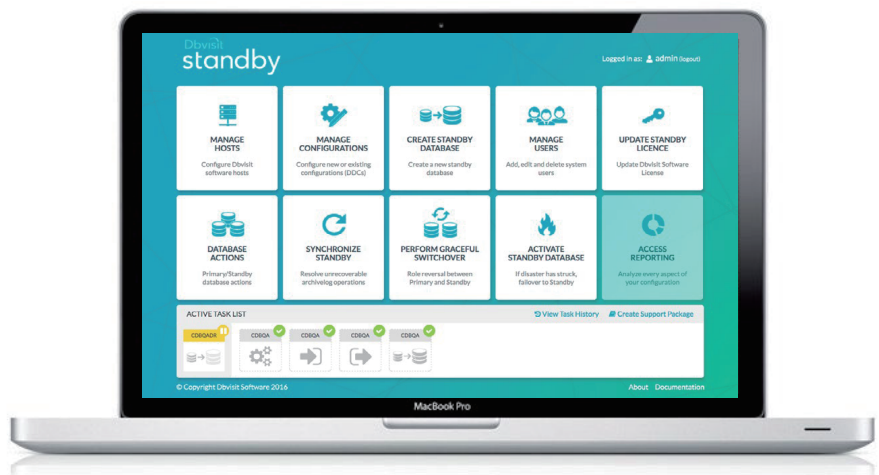 Dbvisit
standby
Logged in as: admin (logout)
MANAGE
HOSTS
Configure Dbvisit
software hosts
MANAGE
CONFIGURATIONS
Configure new or existing
configurations (DDCs)
CREATE STANDBY
DATABASE
Create a new standby
database
MANAGE
USERS
Add, edit and delete system
users
UPDATE STANDBY
LICENCE
Update Dbvisit Software
License
DATABASE
ACTIONS
Primary/Standby
database actions
SYNCHRONIZE
STANDBY
Resolve unrecoverable
archivelog operations
PERFORM GRACEFUL
SWITCHOVER
Role reversal between
Primary and Standby
ACTIVATE
STANDBY DATABASE
If disaster has struck,
failover to Standby
ACCESS
REPORTING
Analyze every aspect of
your configuration
ACTIVE TASK LIST
View Task History
Create Support Package
CDBQADR
CDBQA
CDBQA
CDBQA
CDBQA
© Copyright Dbvisit Software 2016
About Documentation
MacBook Pro